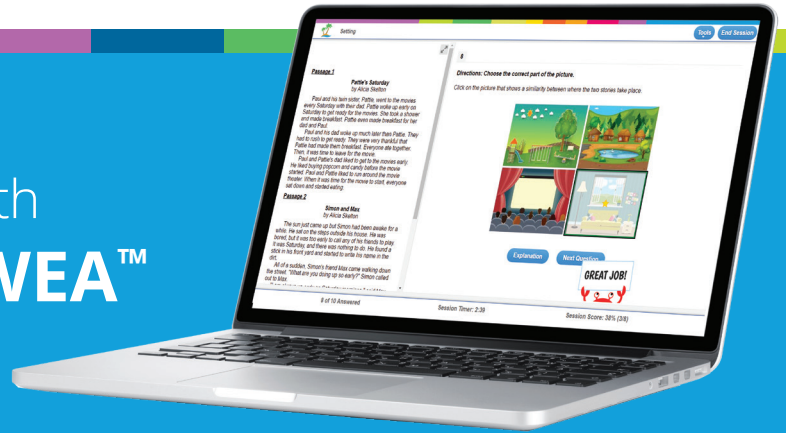 th
WEA™
Setting
Tools
End Session
Passage 1
Pattie's Saturday
by Alicia Skelton
Paul and his twin sister, Pattie, went to the movies
every Saturday with their dad. Pattie woke up early on
Saturday to get ready for the movies. She took a shower
and made breakfast. Pattie even made breakfast for her
dad and Paul.
Paul and his dad woke up much later than Pattie. They
had to rush to get ready. They were very thankful that
Pattie had made them breakfast. Everyone ate together.
Then, it was time to leave for the movie.
Paul and Pattie's dad liked to get to the movies early.
He liked buying popcorn and candy before the movie
started. Paul and Pattie liked to run around the movie
theater. When it was time for the movie to start, everyone
sat down and started eating.
Passage 2
Simon and Max
by Alicia Skelton
The sun just came up but Simon had been awake for a
while. He sat on the steps outside his house. He was
bored, but it was too early to call any of his friends to play.
It was Saturday, and there was nothing to do. He found a
stick in his front yard and started to write his name in the
dirt.
All of a sudden, Simon's friend Max came walking down
the street. "What are you doing up so early?" Simon called
out to Max.
8
Directions: Choose the correct part of the picture.
Click on the picture that shows a similarity between where the two stories take place.
Explanation
Next Question
GREAT JOB!
8 of 10 Answered
Session Timer: 2:39
Session Score: 38% (3/8)